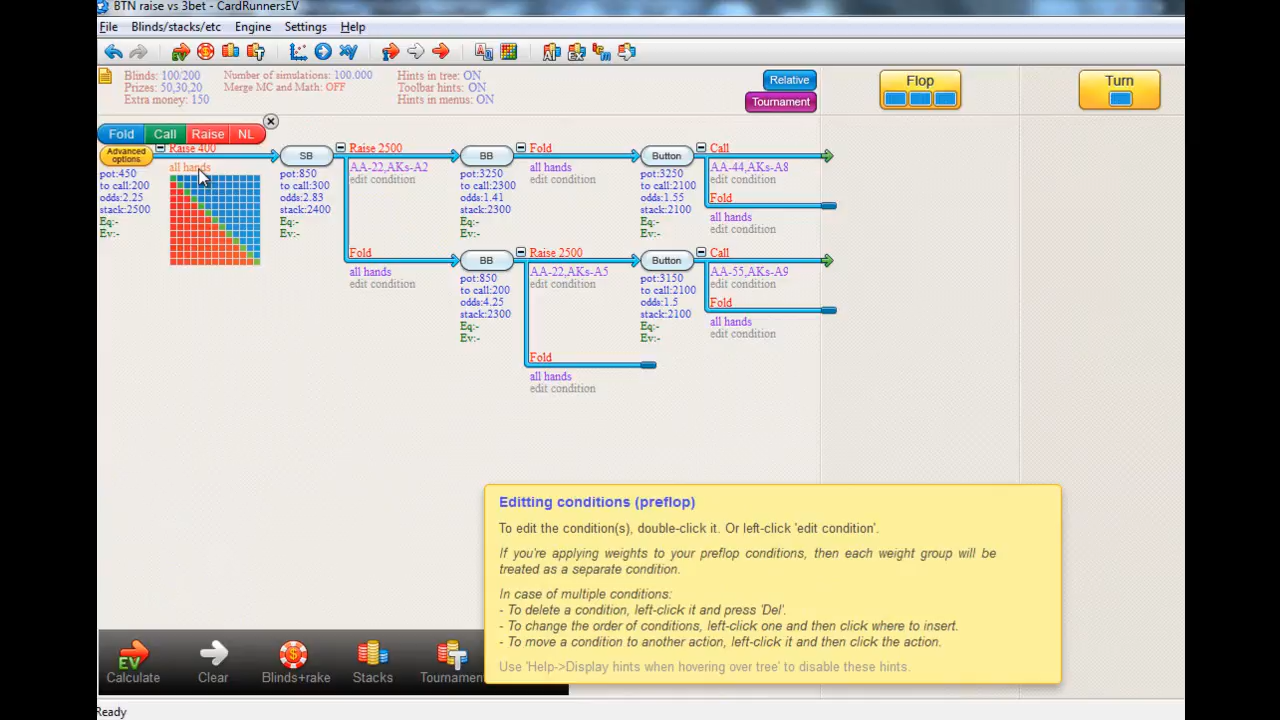 BTN raise vs 3bet - CardRunnersEV
File Blinds/stacks/etc Engine Settings Help
Blinds: 100/200 Number of simulations: 100.000 Hints in tree: ON
Prizes: 50,30,20 Merge MC and Math: OFF Toolbar hints: ON
Extra money: 150 Hints in menus: ON
Relative
Tournament
Flop
Turn
Fold Call Raise NL
Advanced options
Raise 400
all hands
pot:450
to call:200
odds:2.25
stack:2500
Eq:-
Ev:-
SB
pot:850
to call:300
odds:2.83
stack:2400
Eq:-
Ev:-
Raise 2500
AA-22,AKs-A2
edit condition
BB
pot:3250
to call:2300
odds:1.41
stack:2300
Eq:-
Ev:-
Fold
all hands
edit condition
Button
pot:3250
to call:2100
odds:1.55
stack:2100
Eq:-
Ev:-
Call
AA-44,AKs-A8
edit condition
Fold
all hands
edit condition
Fold
all hands
edit condition
BB
pot:850
to call:200
odds:4.25
stack:2300
Eq:-
Ev:-
Raise 2500
AA-22,AKs-A5
edit condition
Button
pot:3150
to call:2100
odds:1.5
stack:2100
Eq:-
Ev:-
Call
AA-55,AKs-A9
edit condition
Fold
all hands
edit condition
Fold
all hands
edit condition
Editting conditions (preflop)
To edit the condition(s), double-click it. Or left-click 'edit condition'.
If you're applying weights to your preflop conditions, then each weight group will be
treated as a separate condition.
In case of multiple conditions:
- To delete a condition, left-click it and press 'Del'.
- To change the order of conditions, left-click one and then click where to insert.
- To move a condition to another action, left-click it and then click the action.
Use 'Help->Display hints when hovering over tree' to disable these hints.
EV
Calculate Clear Blinds+rake Stacks Tournament
Ready